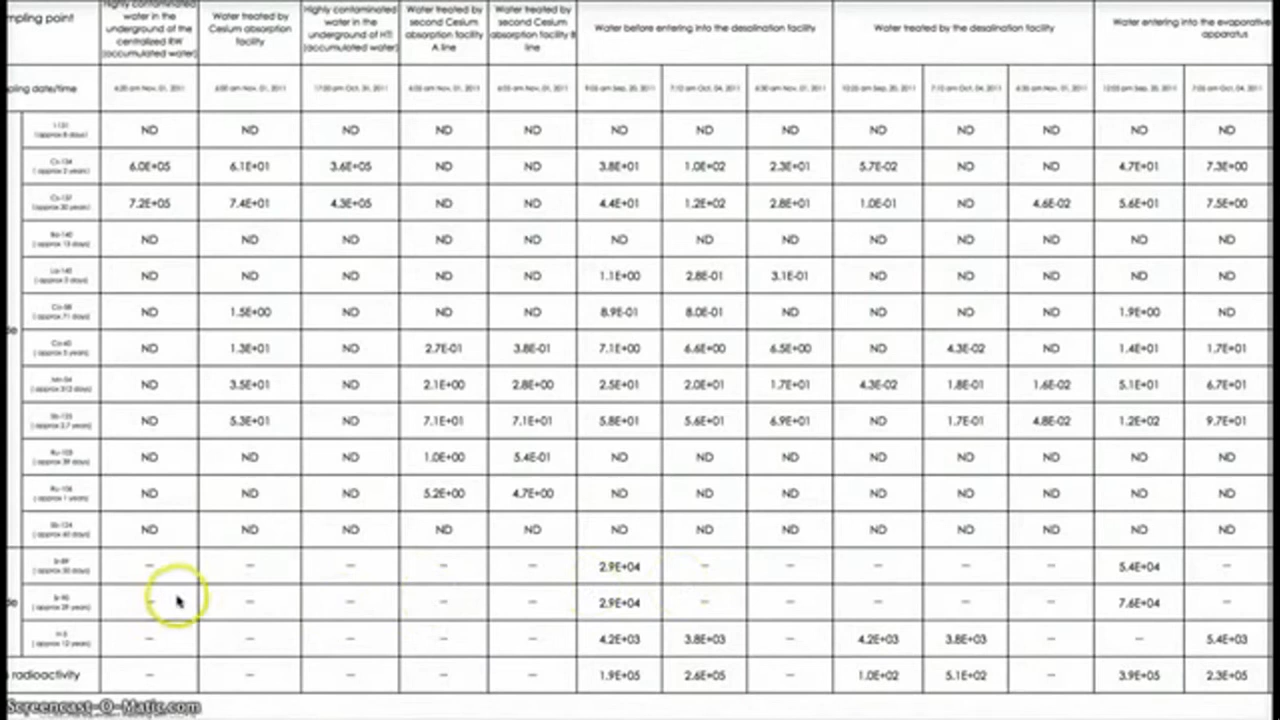 mpling point
Highly contaminated water in the underground of the centralized RW (accumulated water)
Water treated by Cesium absorption facility
Highly contaminated water in the underground of HTI (accumulated water)
Water treated by second Cesium absorption facility A line
Water treated by second Cesium absorption facility B line
Water before entering into the desalination facility
Water treated by the desalination facility
Water entering into the evaporative apparatus
pling date/time 6:20 am Nov. 01, 2011 6:00 am Nov. 01, 2011 17:00 pm Oct. 31, 2011 6:05 am Nov. 01, 2011 6:05 am Nov. 01, 2011 9:05 am Sep. 20, 2011 7:10 am Oct. 04, 2011 6:30 am Nov. 01, 2011 10:05 am Sep. 20, 2011 7:10 am Oct. 04, 2011 6:35 am Nov. 01, 2011 12:05 am Sep. 20, 2011 7:05 am Oct. 04, 2011
I-131 (approx 8 days) ND ND ND ND ND ND ND ND ND ND ND ND ND
Cs-134 (approx 2 years) 6.0E+05 6.1E+01 3.6E+05 ND ND 3.8E+01 1.0E+02 2.3E+01 5.7E-02 ND ND 4.7E+01 7.3E+00
Cs-137 (approx 30 years) 7.2E+05 7.4E+01 4.3E+05 ND ND 4.4E+01 1.2E+02 2.8E+01 1.0E-01 ND 4.6E-02 5.6E+01 7.5E+00
Ba-140 (approx 13 days) ND ND ND ND ND ND ND ND ND ND ND ND ND
La-140 (approx 2 days) ND ND ND ND ND 1.1E+00 2.8E-01 3.1E-01 ND ND ND ND ND
Co-58 (approx 71 days) ND 1.5E+00 ND ND ND 8.9E-01 8.0E-01 ND ND ND ND 1.9E+00 ND
de
Co-60 (approx 5 years) ND 1.3E+01 ND 2.7E-01 3.8E-01 7.1E+00 6.6E+00 6.5E+00 ND 4.3E-02 ND 1.4E+01 1.7E+01
Mn-54 (approx 312 days) ND 3.5E+01 ND 2.1E+00 2.8E+00 2.5E+01 2.0E+01 1.7E+01 4.3E-02 1.8E-01 1.6E-02 5.1E+01 6.7E+01
Sb-125 (approx 2.7 years) ND 5.3E+01 ND 7.1E+01 7.1E+01 5.8E+01 5.6E+01 6.9E+01 ND 1.7E-01 4.8E-02 1.2E+02 9.7E+01
Ru-103 (approx 39 days) ND ND ND 1.0E+00 5.4E-01 ND ND ND ND ND ND ND ND
Ru-106 (approx 1 years) ND ND ND 5.2E+00 4.7E+00 ND ND ND ND ND ND ND ND
Sb-124 (approx 60 days) ND ND ND ND ND ND ND ND ND ND ND ND ND
Sr-89 (approx 50 days) — — — — — 2.9E+04 — — — — — 5.4E+04 —
de Sr-90 (approx 29 years) — — — — — 2.9E+04 — — — — — 7.6E+04 —
H-3 (approx 12 years) — — — — — 4.2E+03 3.8E+03 — 4.2E+03 3.8E+03 — — 5.4E+03
radioactivity — — — — — 1.9E+05 2.6E+05 — 1.0E+02 5.1E+02 — 3.9E+05 2.3E+05
Screencast-O-Matic.com